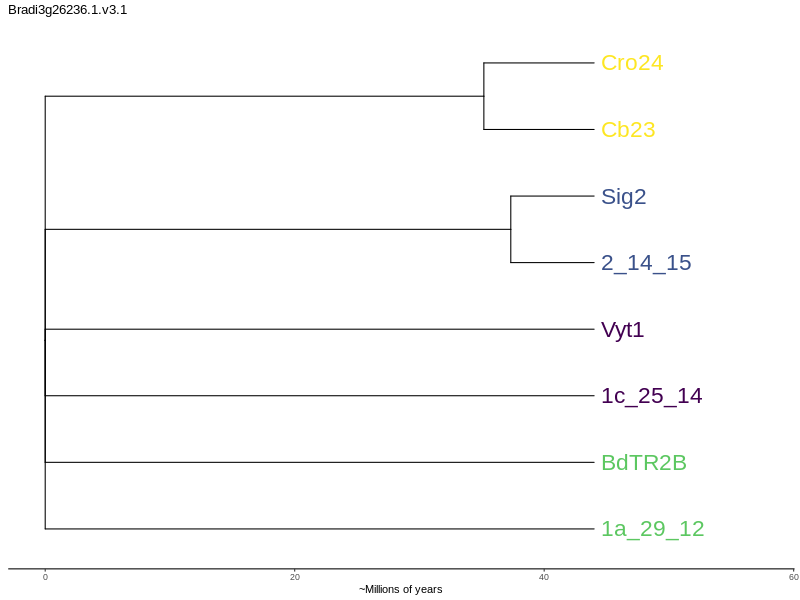 Bradi3g26236.1.v3.1
Cro24
Cb23
Sig2
2_14_15
Vyt1
1c_25_14
BdTR2B
1a_29_12
0 20 40 60
~Millions of years